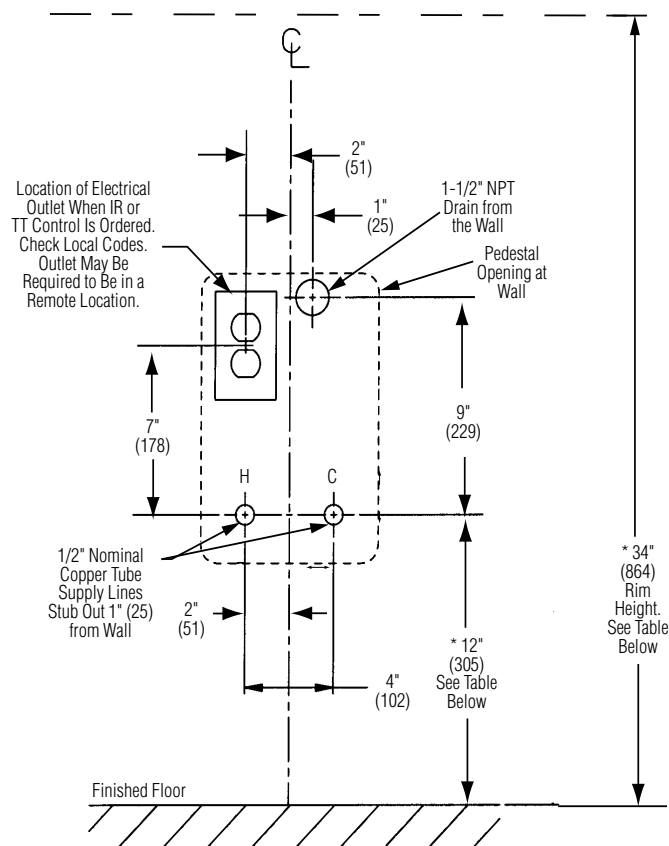 ℄
2"
(51)
1"
(25)
Location of Electrical
Outlet When IR or
TT Control Is Ordered.
Check Local Codes.
Outlet May Be
Required to Be in a
Remote Location.
1-1/2" NPT
Drain from
the Wall
Pedestal
Opening at
Wall
7"
(178)
9"
(229)
H
C
1/2" Nominal
Copper Tube
Supply Lines
Stub Out 1" (25)
from Wall
2"
(51)
4"
(102)
* 12"
(305)
See Table
Below
* 34"
(864)
Rim
Height.
See Table
Below
Finished Floor